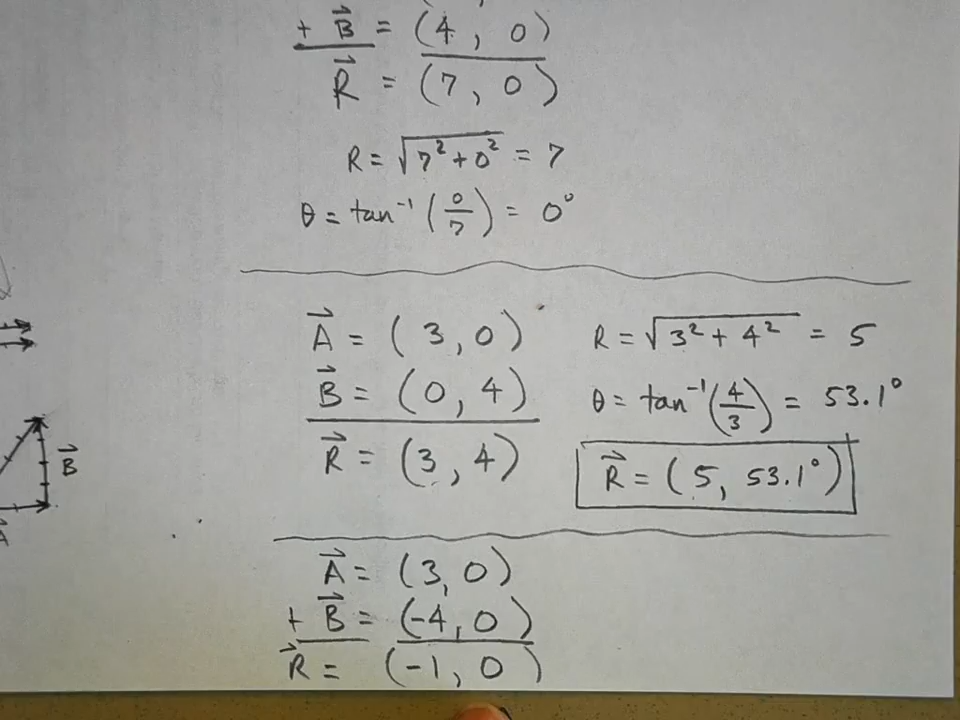 + B⃗ = (4, 0)
R⃗ = (7, 0)
R = √7² + 0² = 7
θ = tan⁻¹ (0/7) = 0°
A⃗ = (3, 0)
B⃗ = (0, 4)
R⃗ = (3, 4)
R = √3² + 4² = 5
θ = tan⁻¹ (4/3) = 53.1°
R⃗ = (5, 53.1°)
B⃗
A⃗
A⃗ = (3, 0)
+ B⃗ = (-4, 0)
R⃗ = (-1, 0)